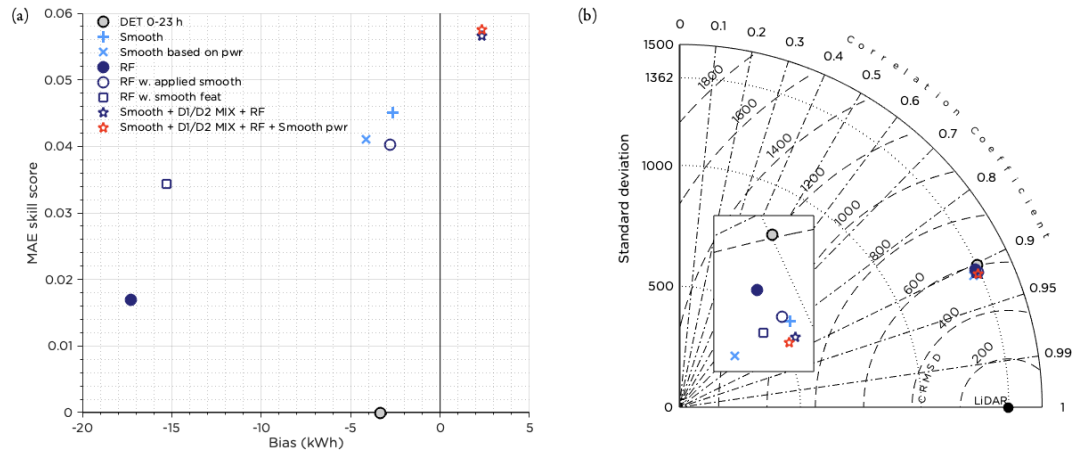 (a)
0.06
0.05
0.04
0.03
0.02
0.01
0
MAE skill score
DET 0-23 h
Smooth
Smooth based on pwr
RF
RF w. applied smooth
RF w. smooth feat
Smooth + D1/D2 MIX + RF
Smooth + D1/D2 MIX + RF + Smooth pwr
-20 -15 -10 -5 0 5
Bias (kWh)
(b)
1500
1362
1000
500
0
Standard deviation
0 0.1 0.2 0.3 0.4 0.5 0.6 0.7 0.8 0.9 0.95 0.99 1
Correlation Coefficient
1800
1600
1400
1200
1000
800
600
400
200
CRMSD
LiDAR